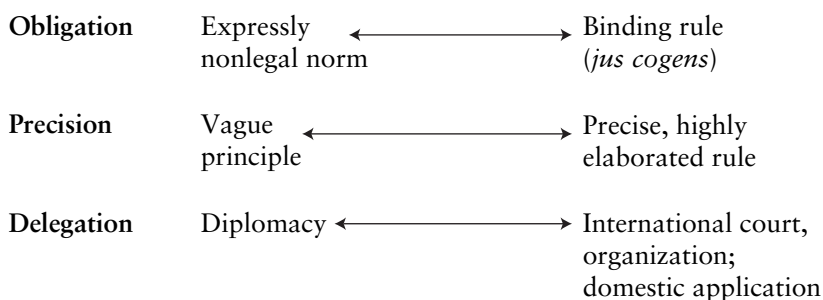 Obligation Expressly Binding rule
nonlegal norm (jus cogens)
Precision Vague Precise, highly
principle elaborated rule
Delegation Diplomacy International court,
organization;
domestic application